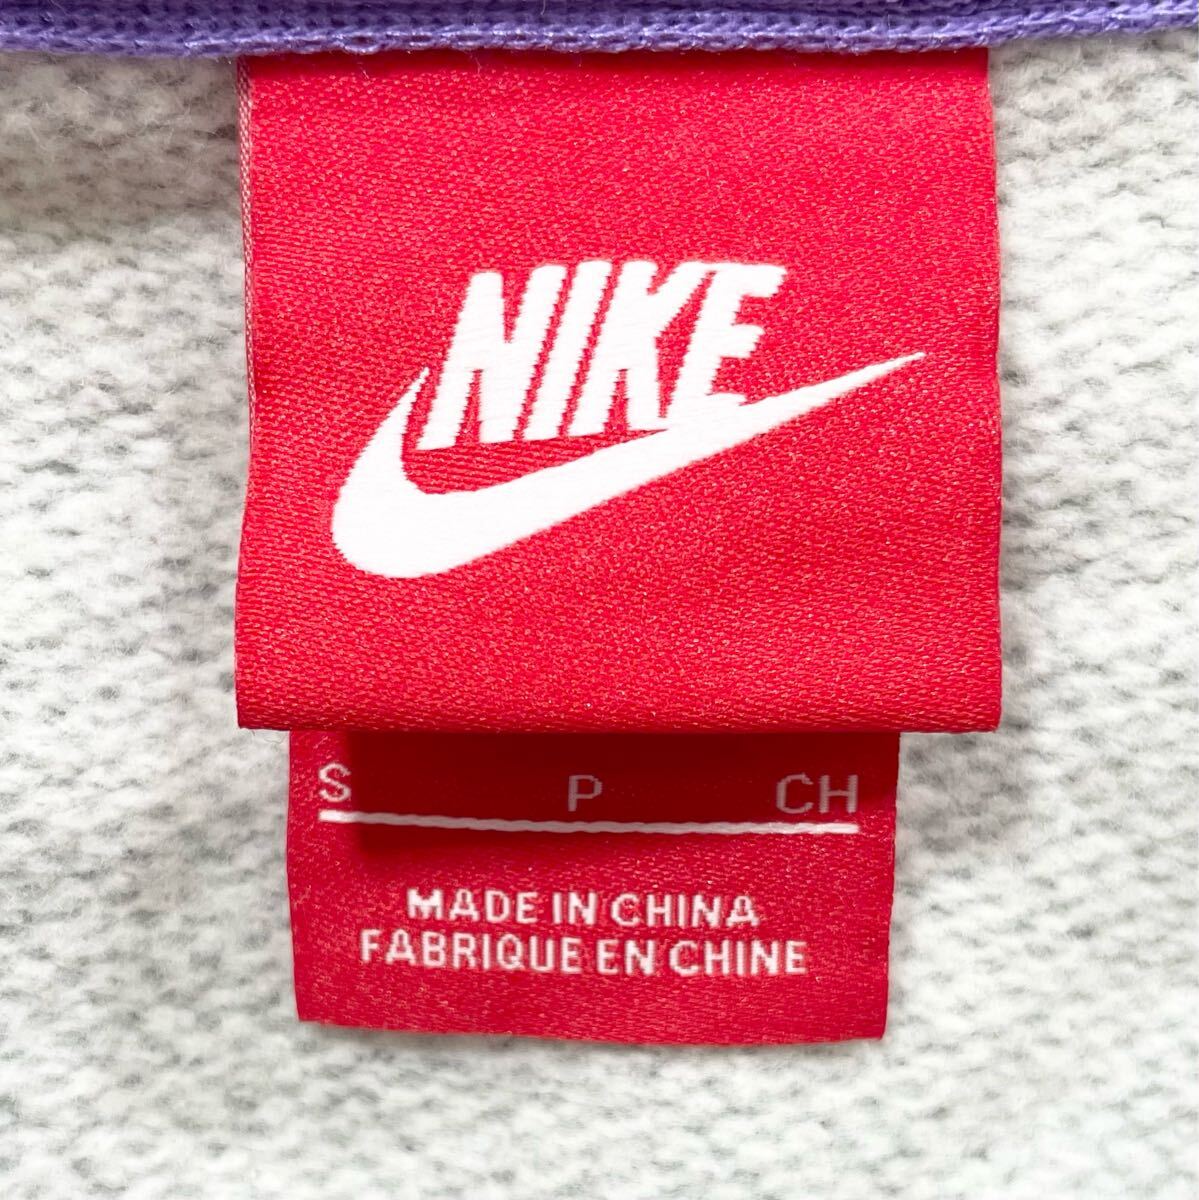 NIKE
S P CH
MADE IN CHINA
FABRIQUE EN CHINE